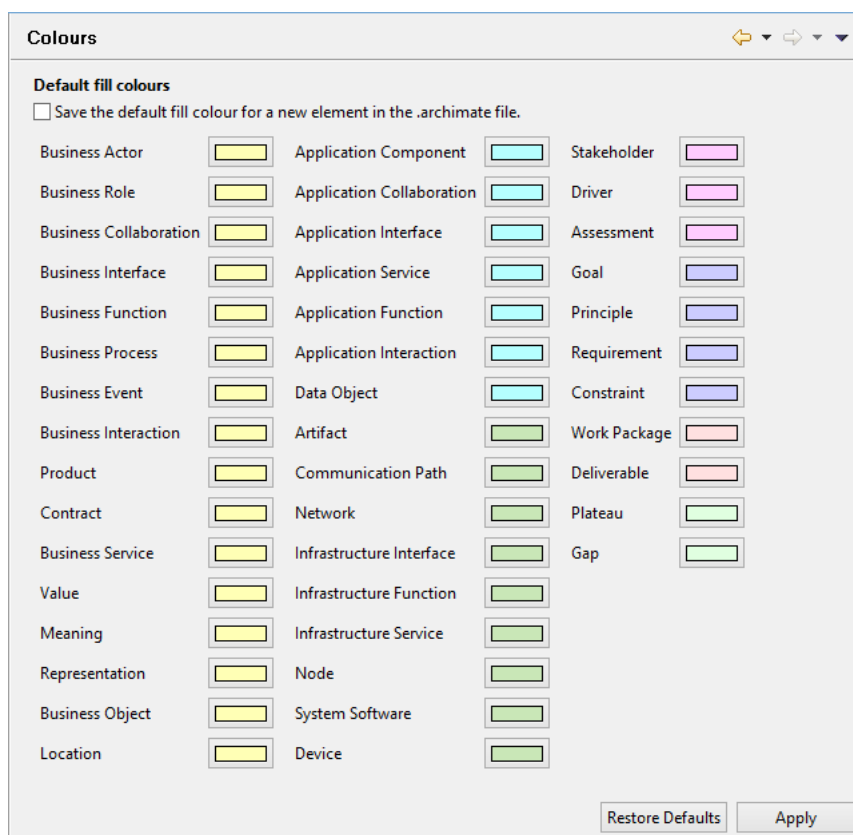 Colours
Default fill colours
Save the default fill colour for a new element in the .archimate file.
Business Actor Application Component Stakeholder
Business Role Application Collaboration Driver
Business Collaboration Application Interface Assessment
Business Interface Application Service Goal
Business Function Application Function Principle
Business Process Application Interaction Requirement
Business Event Data Object Constraint
Business Interaction Artifact Work Package
Product Communication Path Deliverable
Contract Network Plateau
Business Service Infrastructure Interface Gap
Value Infrastructure Function
Meaning Infrastructure Service
Representation Node
Business Object System Software
Location Device
Restore Defaults Apply